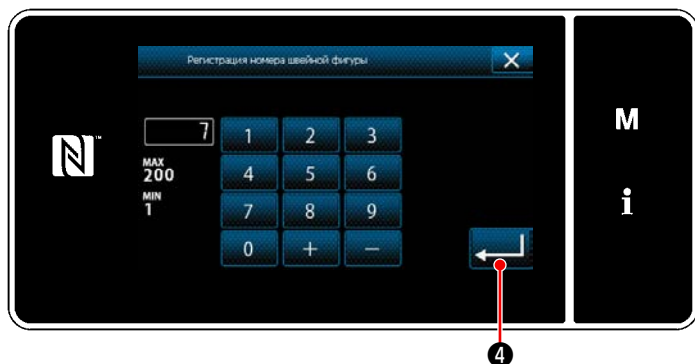 Регистрация номера швейной фигуры
7
1 2 3
MAX
200
4 5 6
MIN
1
7 8 9
0 + −
M
i
N™
4